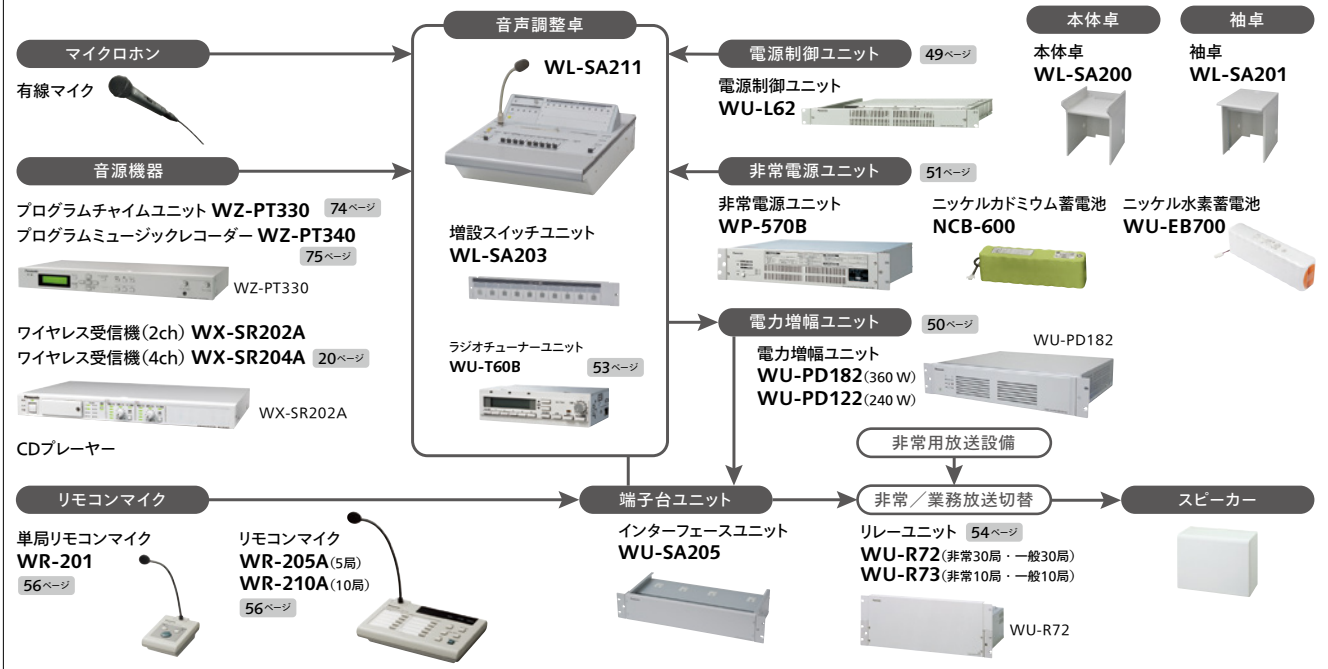 マイクロホン
有線マイク
音源機器
プログラムチャイムユニット WZ-PT330 74ページ
プログラムミュージックレコーダー WZ-PT340
75ページ
WZ-PT330
ワイヤレス受信機(2ch) WX-SR202A
ワイヤレス受信機(4ch) WX-SR204A 20ページ
WX-SR202A
CDプレーヤー
音声調整卓
WL-SA211
増設スイッチユニット
WL-SA203
ラジオチューナーユニット
WU-T60B 53ページ
電源制御ユニット 49ページ
電源制御ユニット
WU-L62
本体卓
本体卓
WL-SA200
袖卓
袖卓
WL-SA201
非常電源ユニット 51ページ
非常電源ユニット
WP-570B
ニッケルカドミウム蓄電池
NCB-600
ニッケル水素蓄電池
WU-EB700
電力増幅ユニット 50ページ
電力増幅ユニット
WU-PD182(360 W)
WU-PD122(240 W)
WU-PD182
非常用放送設備
リモコンマイク
単局リモコンマイク
WR-201
56ページ
リモコンマイク
WR-205A(5局)
WR-210A(10局)
56ページ
端子台ユニット
インターフェースユニット
WU-SA205
非常/業務放送切替
リレーユニット 54ページ
WU-R72(非常30局・一般30局)
WU-R73(非常10局・一般10局)
WU-R72
スピーカー